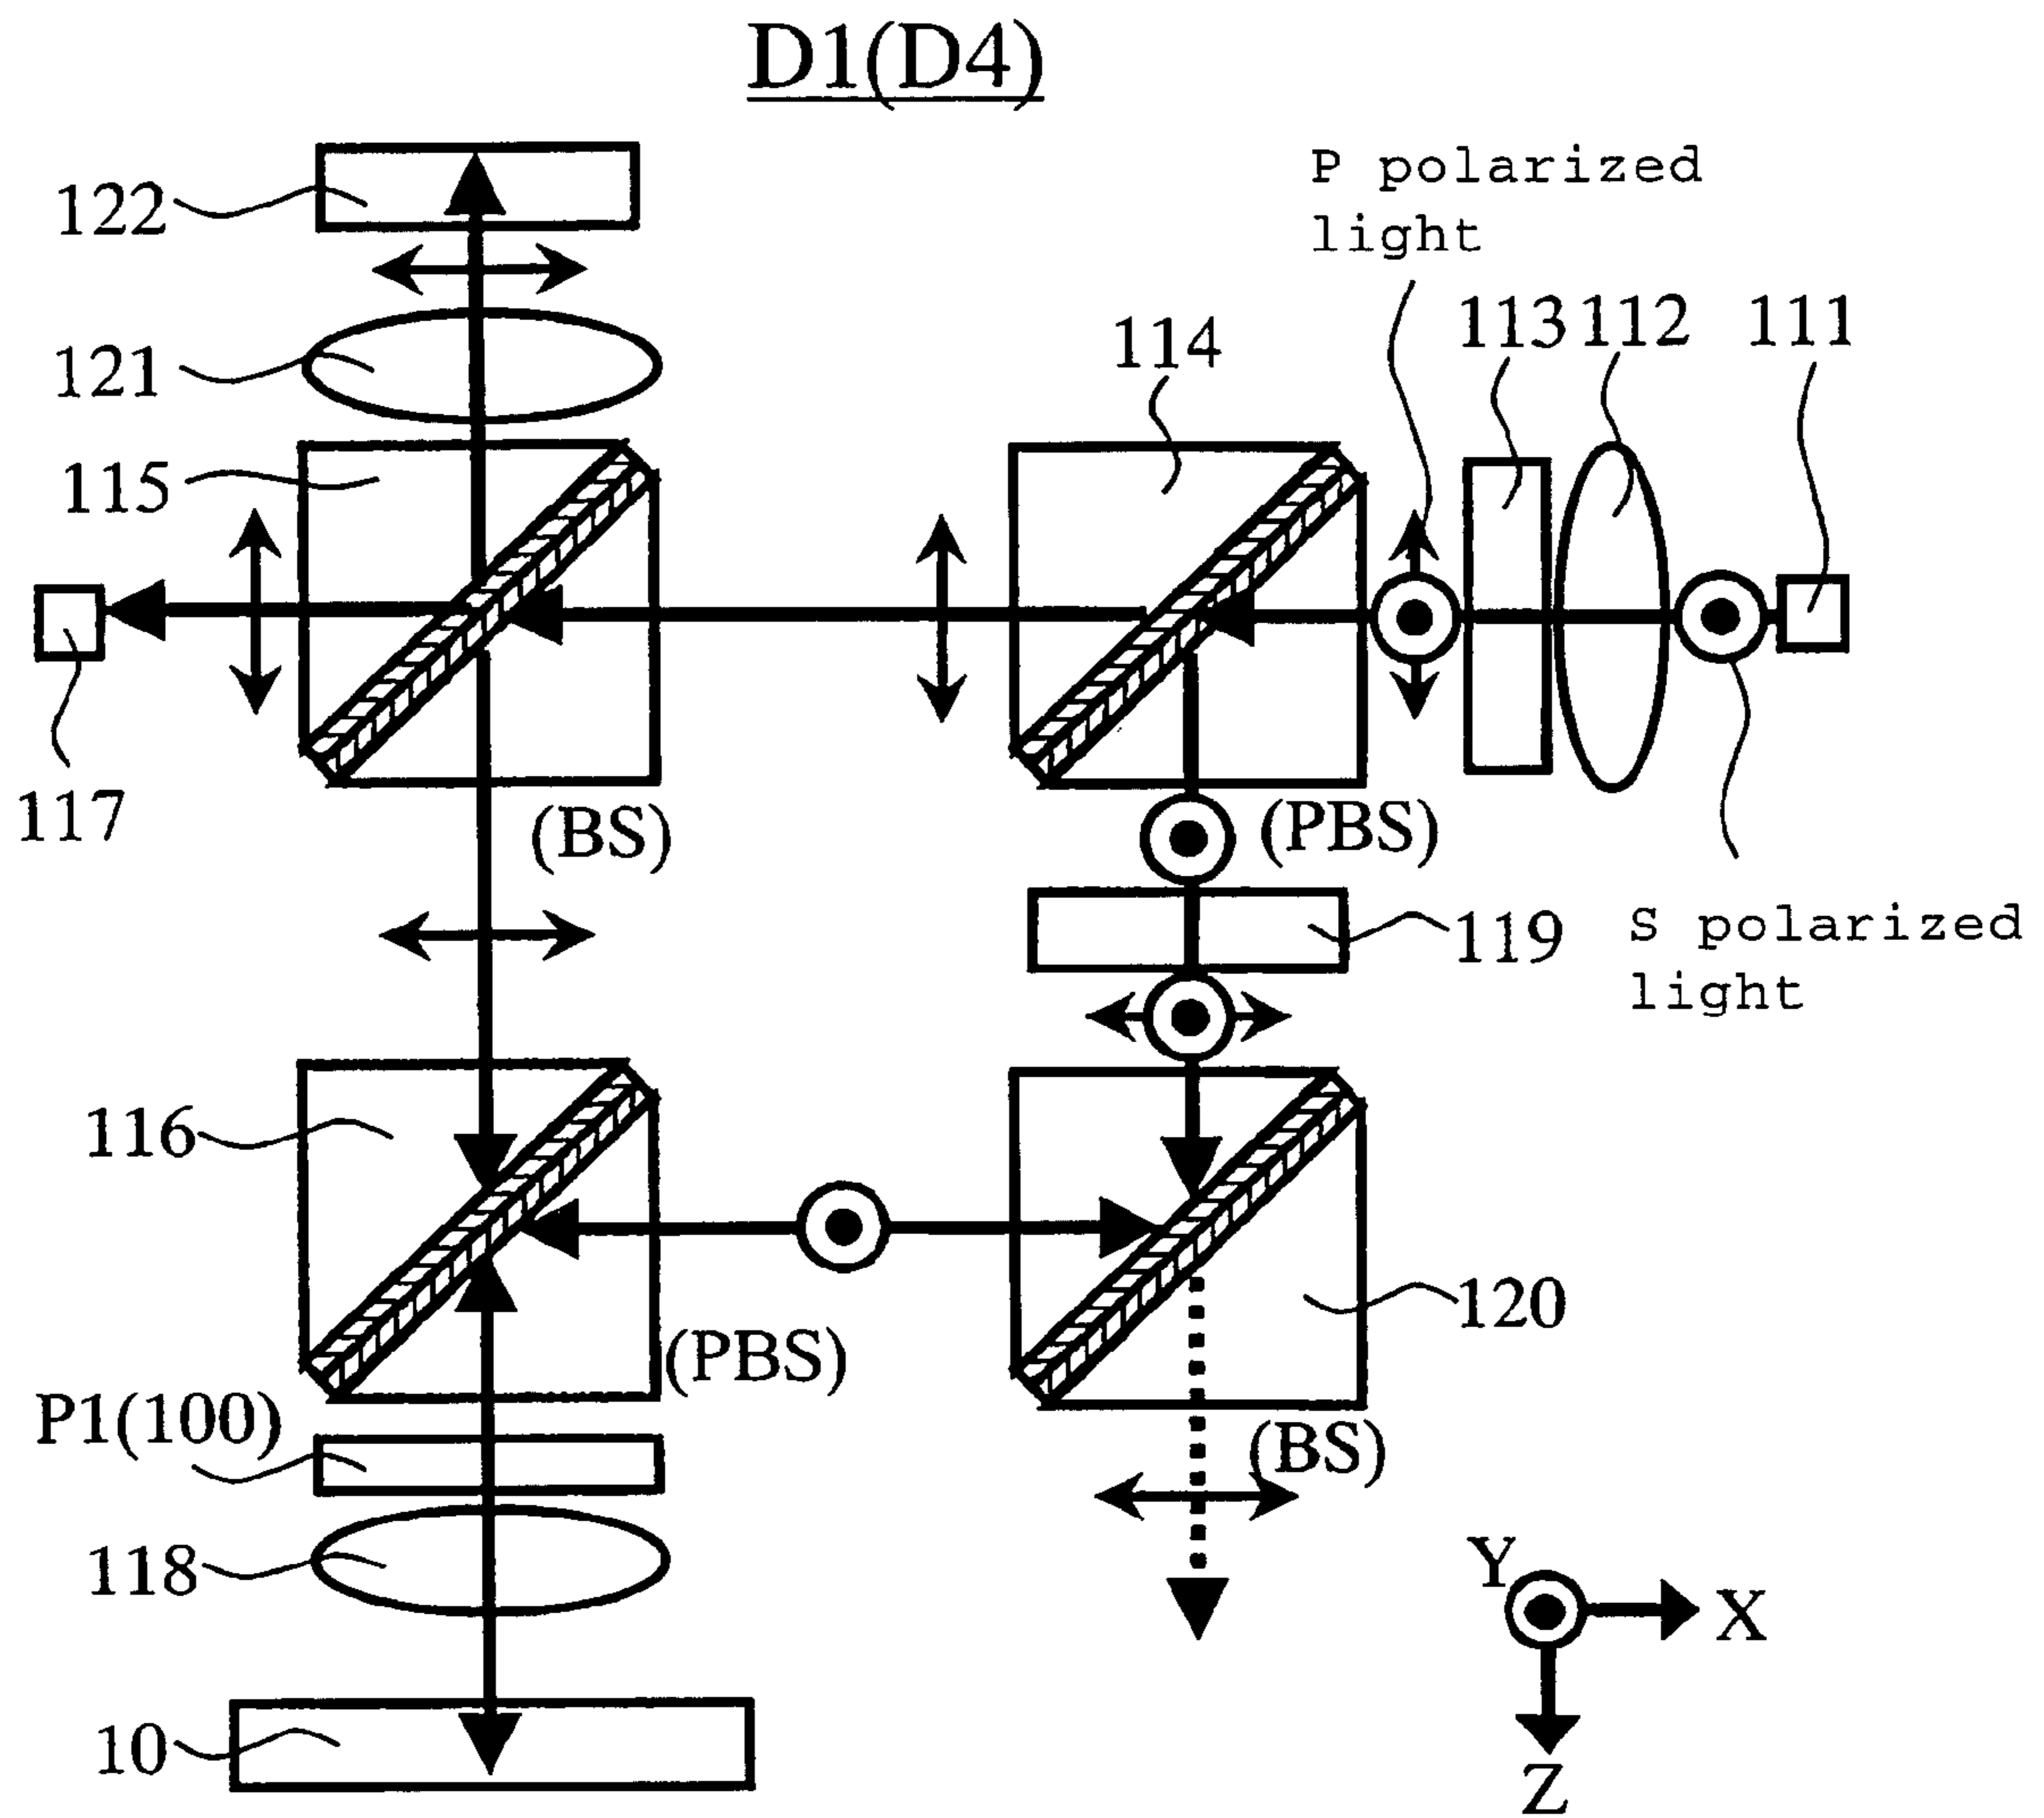 D1(D4)
P polarized
light
122
113
112
111
114
121
115
117
(BS)
(PBS)
119
S polarized
light
116
120
(PBS)
P1(100)
(BS)
118
Y
X
10
Z